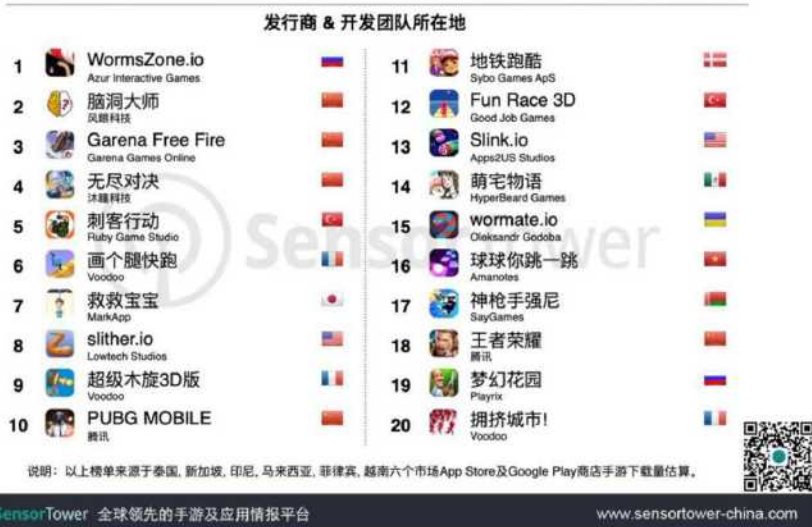 发行商 & 开发团队所在地
1 WormsZone.io
Azur Interactive Games
2 脑洞大师
风眼科技
3 Garena Free Fire
Garena Games Online
4 无尽对决
沐瞳科技
5 刺客行动
Ruby Game Studio
6 画个腿快跑
Voodoo
7 救救宝宝
MarkApp
8 slither.io
Lowtech Studios
9 超级木旋3D版
Voodoo
10 PUBG MOBILE
腾讯
11 地铁跑酷
Sybo Games ApS
12 Fun Race 3D
Good Job Games
13 Slink.io
Apps2US Studios
14 萌宅物语
HyperBeard Games
15 wormate.io
Oleksandr Godoba
16 球球你跳一跳
Amanotes
17 神枪手强尼
SayGames
18 王者荣耀
腾讯
19 梦幻花园
Playrix
20 拥挤城市!
Voodoo
SensorTower
说明：以上榜单来源于泰国, 新加坡, 印尼, 马来西亚, 菲律宾, 越南六个市场App Store及Google Play商店手游下载量估算。
SensorTower 全球领先的手游及应用情报平台
www.sensortower-china.com